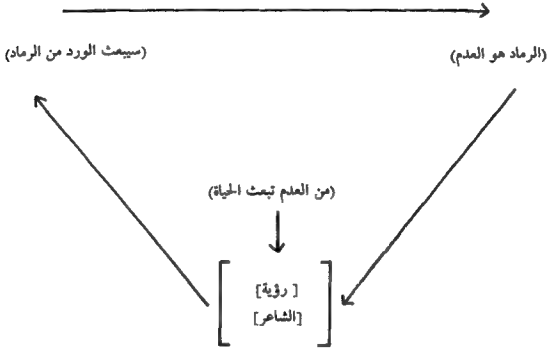 (الرماد هو العدم)
(سيبعث الورد من الرماد)
(من العدم تبعث الحياة)
[رؤية]
[الشاعر]